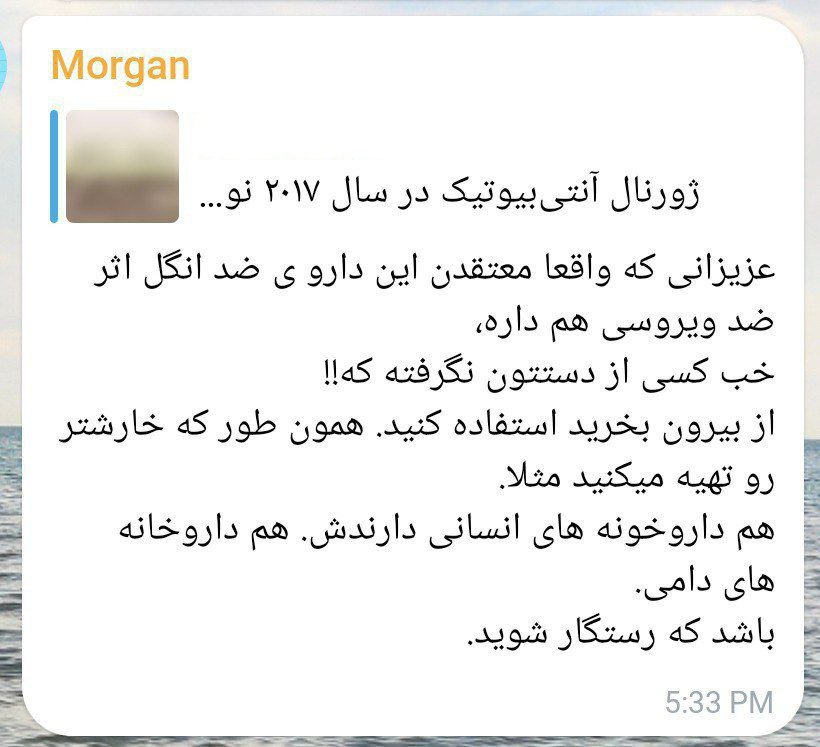 Morgan
ژورنال آنتی‌بیوتیک در سال ۲۰۱۷ نو...
عزیزانی که واقعا معتقدن این دارو ی ضد انگل اثر
ضد ویروسی هم داره،
خب کسی از دستتون نگرفته که!!
از بیرون بخرید استفاده کنید. همون طور که خارشتر
رو تهیه میکنید مثلا.
هم داروخونه های انسانی دارندش. هم داروخانه
های دامی.
باشد که رستگار شوید.
5:33 PM